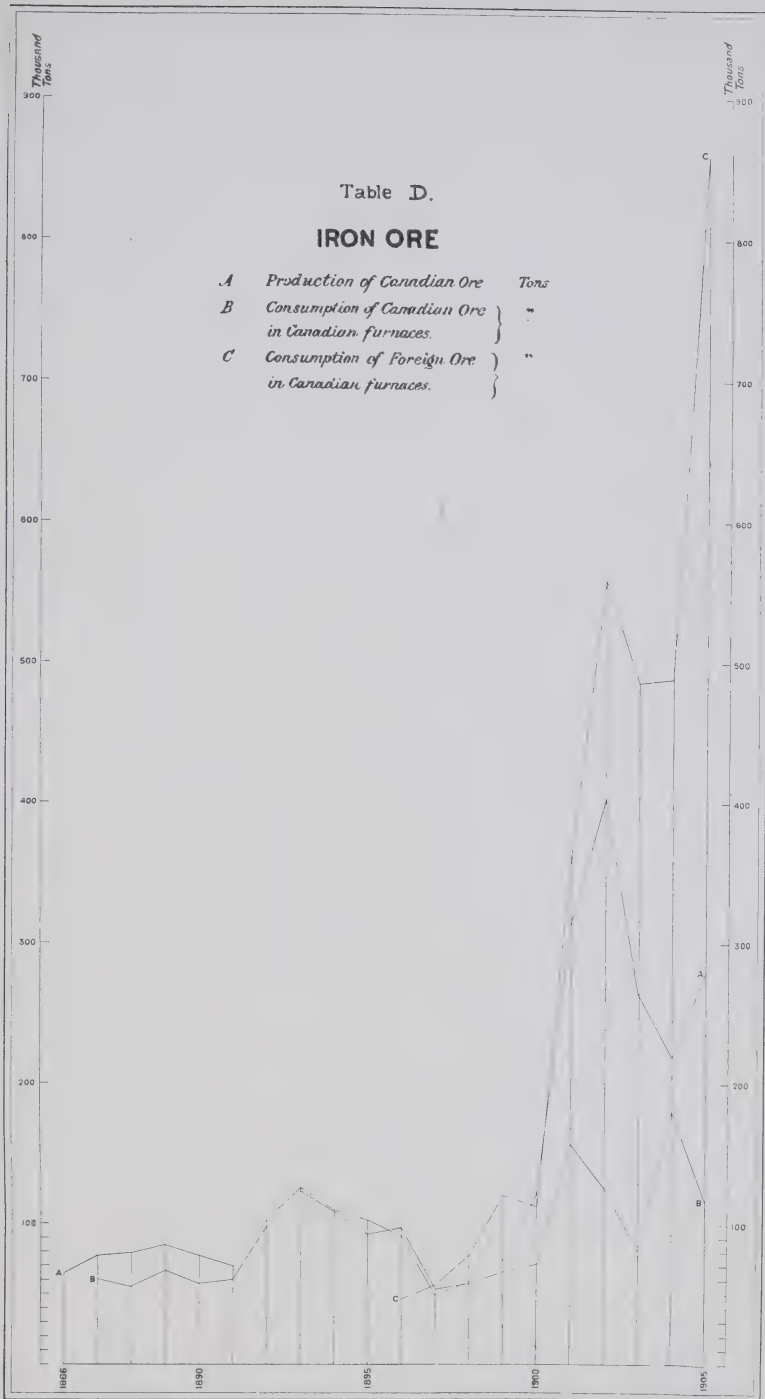 Thousand
Tons
Thousand
Tons
900
900
Table D.
IRON ORE
A Production of Canadian Ore Tons
B Consumption of Canadian Ore } "
in Canadian furnaces.
C Consumption of Foreign Ore } "
in Canadian furnaces.
C
800
800
700
700
600
600
500
500
400
400
300
300
A
200
200
B
100
100
A
B
C
1886
1890
1895
1900
1905